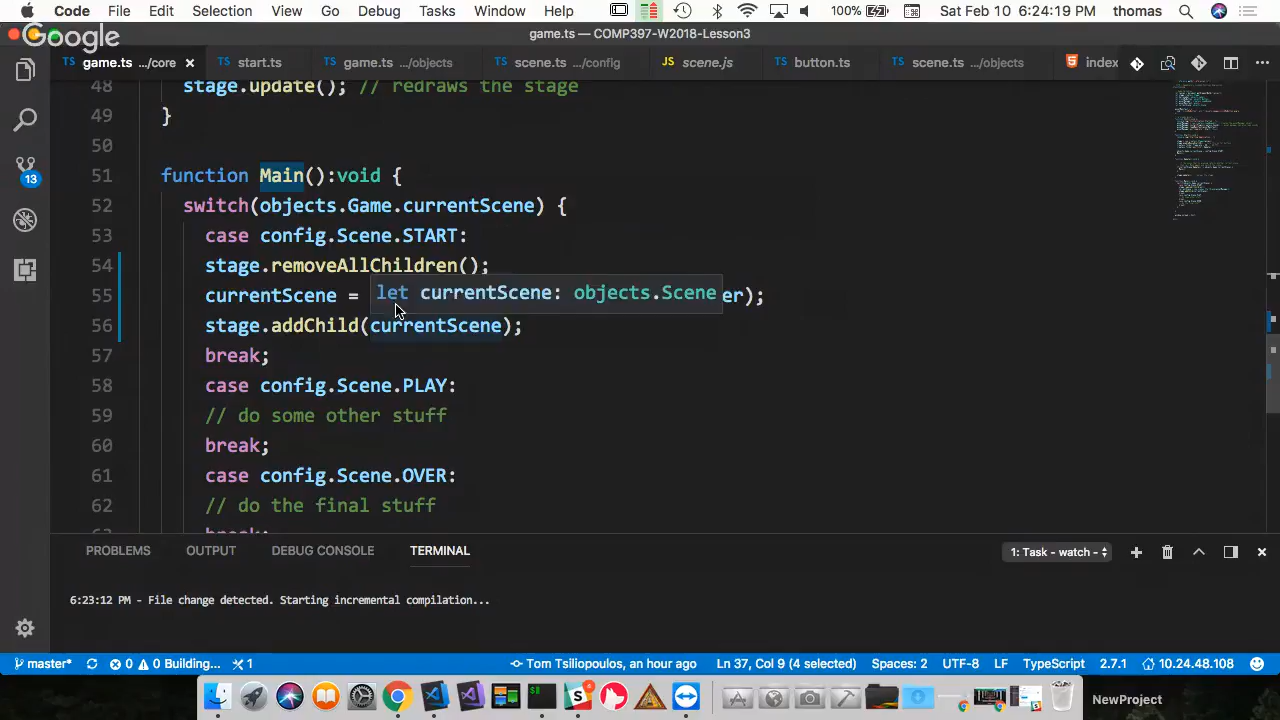 Code File Edit Selection View Go Debug Tasks Window Help 100% Sat Feb 10 6:24:19 PM thomas
Google
game.ts — COMP397-W2018-Lesson3
TS game.ts .../core × TS start.ts TS game.ts .../objects TS scene.ts .../config JS scene.js TS button.ts TS scene.ts .../objects index
48 stage.update(); // redraws the stage
49 }
50
51 function Main():void {
52 switch(objects.Game.currentScene) {
53 case config.Scene.START:
54 stage.removeAllChildren();
let currentScene: objects.Scene
55 currentScene = er);
56 stage.addChild(currentScene);
57 break;
58 case config.Scene.PLAY:
59 // do some other stuff
60 break;
61 case config.Scene.OVER:
62 // do the final stuff
break;
13
PROBLEMS OUTPUT DEBUG CONSOLE TERMINAL 1: Task - watch -
6:23:12 PM - File change detected. Starting incremental compilation...
master* 0 0 Building... 1 Tom Tsiliopoulos, an hour ago Ln 37, Col 9 (4 selected) Spaces: 2 UTF-8 LF TypeScript 2.7.1 10.24.48.108
NewProject